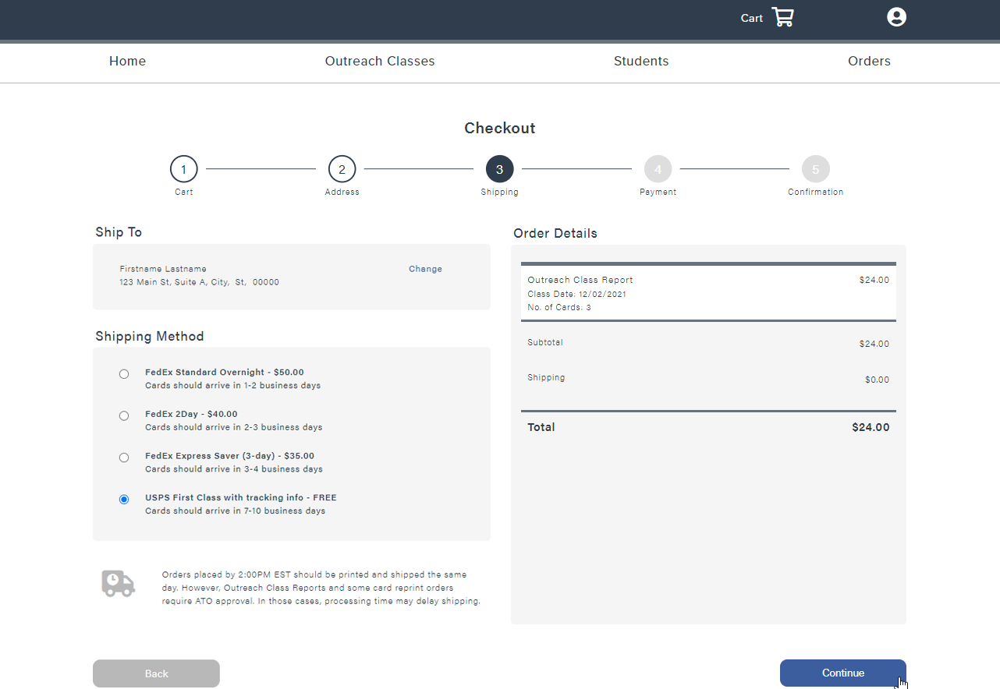 Cart
Home
Outreach Classes
Students
Orders
Checkout
1
2
3
4
5
Cart
Address
Shipping
Payment
Confirmation
Ship To
Firstname Lastname
Change
123 Main St, Suite A, City,  St,  00000
Shipping Method
FedEx Standard Overnight - $50.00
Cards should arrive in 1-2 business days
FedEx 2Day - $40.00
Cards should arrive in 2-3 business days
FedEx Express Saver (3-day) - $35.00
Cards should arrive in 3-4 business days
USPS First Class with tracking info - FREE
Cards should arrive in 7-10 business days
Orders placed by 2:00PM EST should be printed and shipped the same
day. However, Outreach Class Reports and some card reprint orders
require ATO approval. In those cases, processing time may delay shipping.
Order Details
Outreach Class Report
$24.00
Class Date: 12/02/2021
No. of Cards: 3
Subtotal
$24.00
Shipping
$0.00
Total
$24.00
Back
Continue